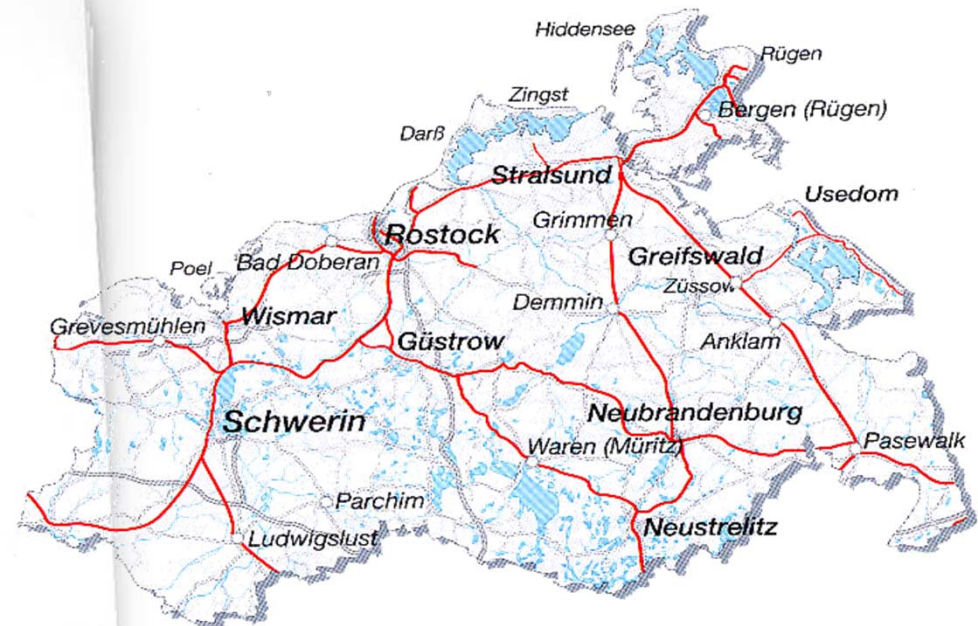 Hiddensee
Rügen
Zingst
Bergen (Rügen)
Darß
Stralsund
Usedom
Grimmen
Rostock
Bad Doberan
Greifswald
Poel
Züssow
Demmin
Wismar
Grevesmühlen
Güstrow
Anklam
Schwerin
Neubrandenburg
Waren (Müritz)
Pasewalk
Parchim
Neustrelitz
Ludwigslust